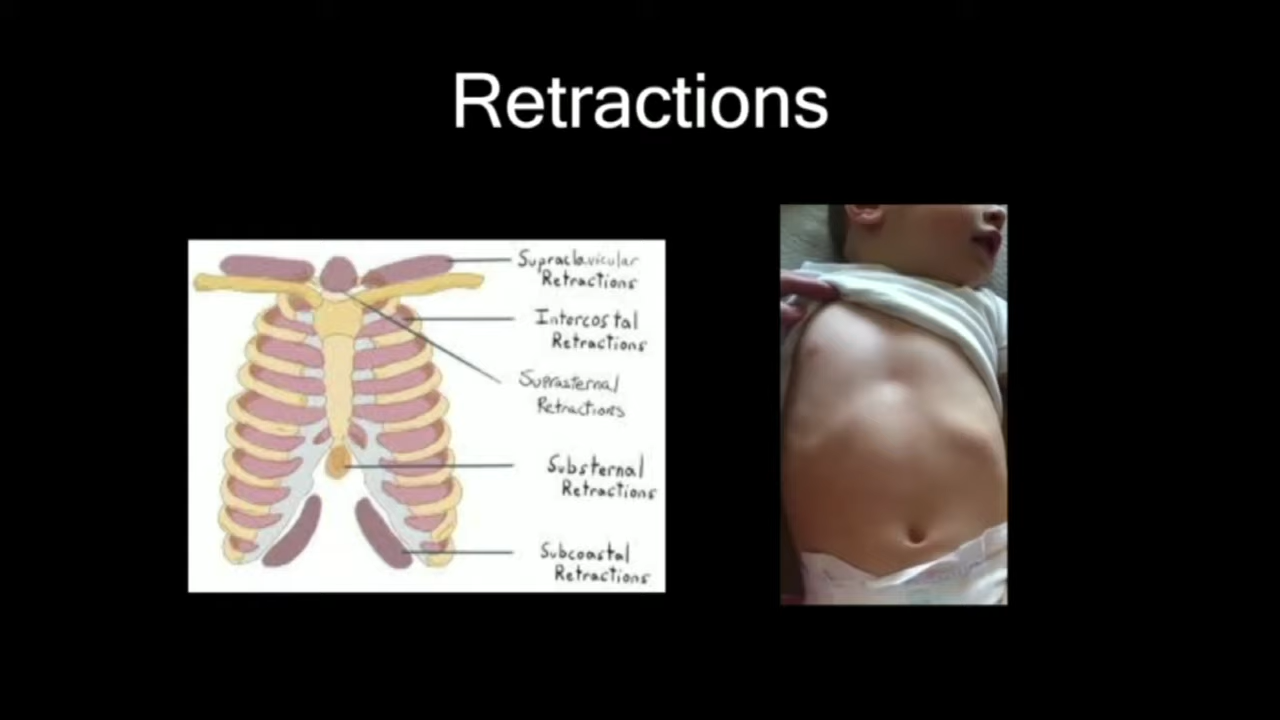 Retractions
Supraclavicular
Retractions
Intercostal
Retractions
Suprasternal
Retractions
Substernal
Retractions
Subcoastal
Retractions